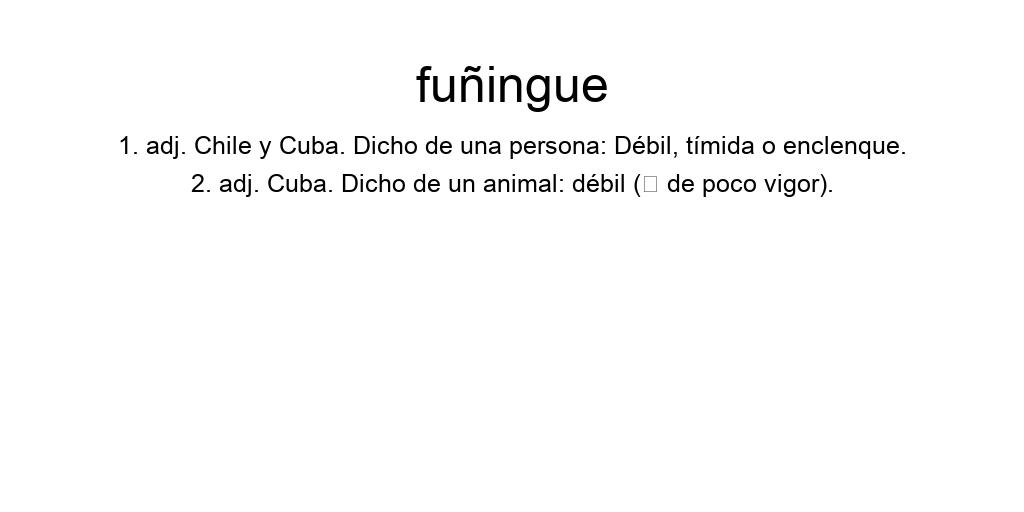 fuñingue
1. adj. Chile y Cuba. Dicho de una persona: Débil, tímida o enclenque.
2. adj. Cuba. Dicho de un animal: débil (□ de poco vigor).